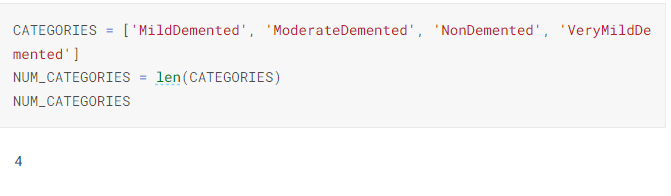 CATEGORIES = ['MildDemented', 'ModerateDemented', 'NonDemented', 'VeryMildDe
mented']
NUM_CATEGORIES = len(CATEGORIES)
NUM_CATEGORIES
4